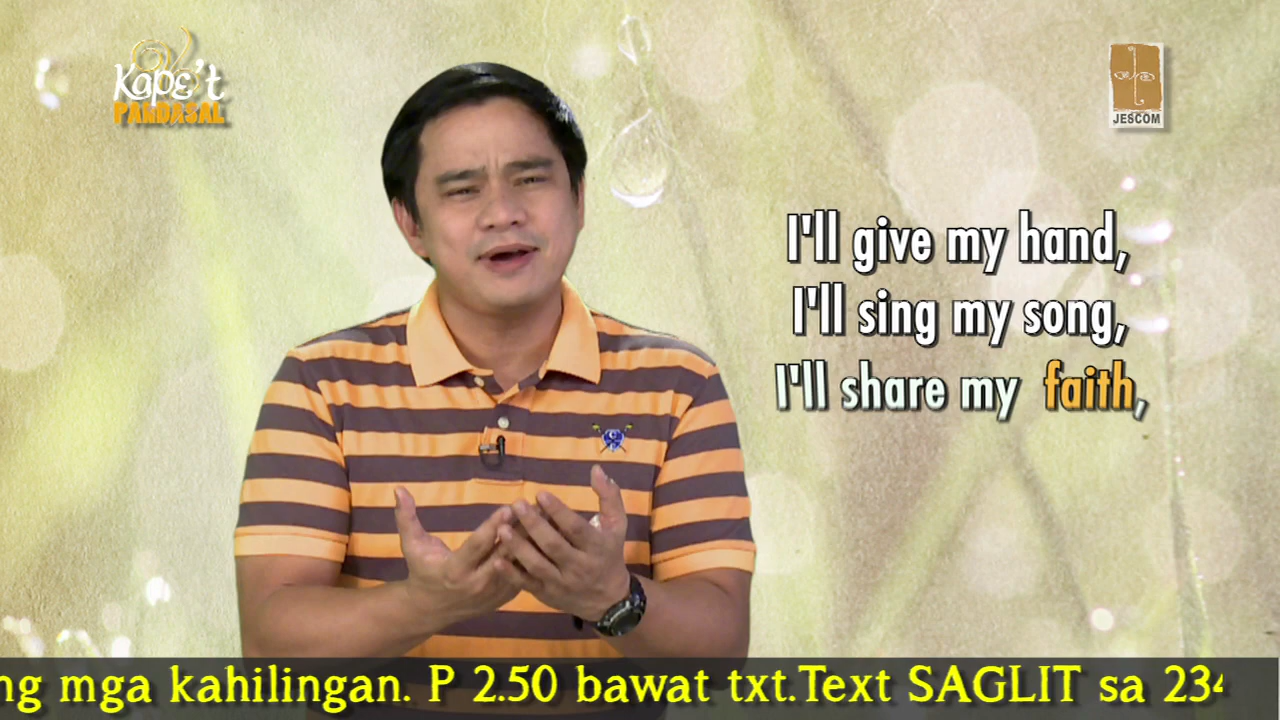 Kape't
PANDASAL
JESCOM
I'll give my hand,
I'll sing my song,
I'll share my faith,
ng mga kahilingan. P 2.50 bawat txt.Text SAGLIT sa 234